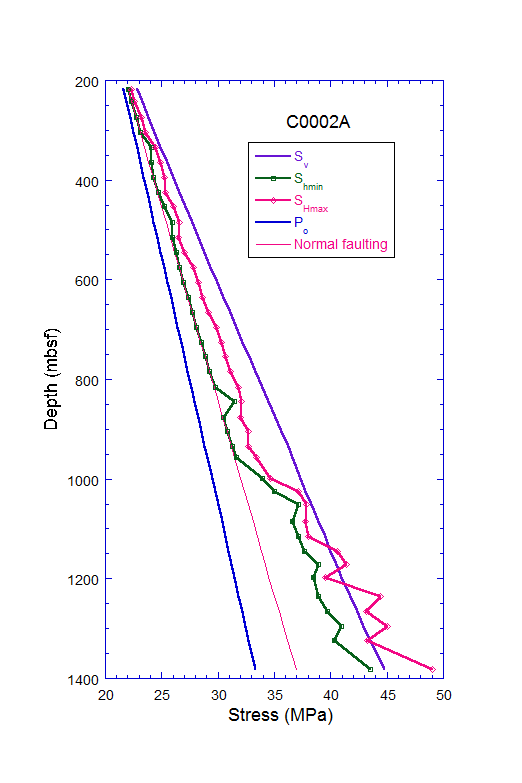 C0002A
Sv
Shmin
SHmax
Po
Normal faulting
200
400
600
800
1000
1200
1400
Depth (mbsf)
20 25 30 35 40 45 50
Stress (MPa)